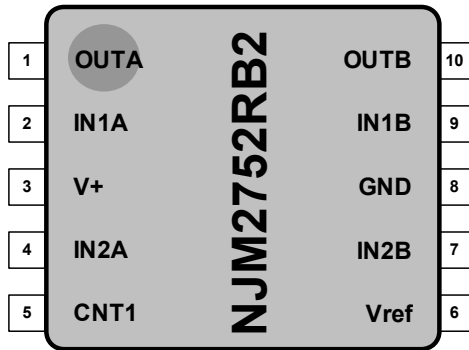 1 OUTA OUTB 10
2 IN1A IN1B 9
3 V+ GND 8
4 IN2A IN2B 7
5 CNT1 Vref 6
NJM2752RB2